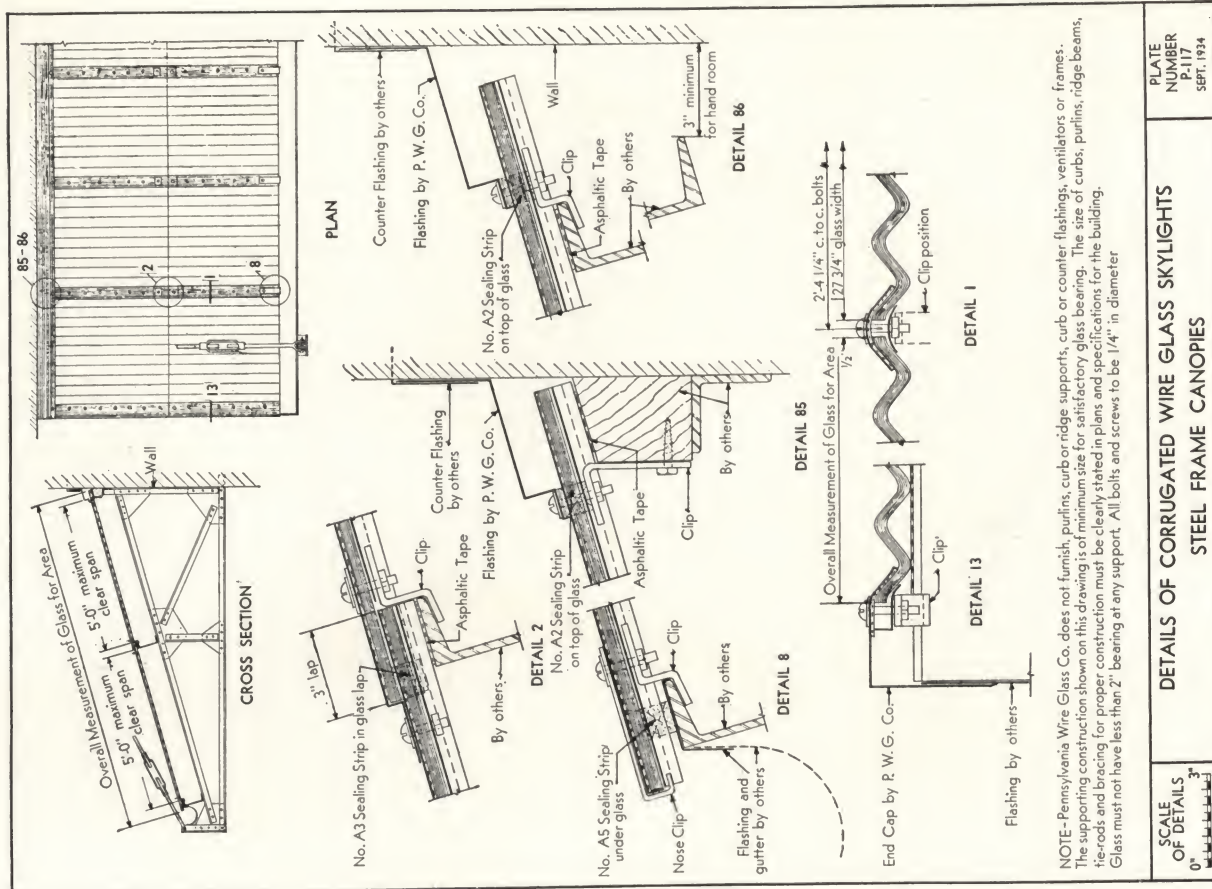 Overall Measurement of Glass for Area
5'-0" maximum
clear span
5'-0" maximum
clear span
Wall
CROSS SECTION
85-86
2
1
8
13
PLAN
No. A3 Sealing Strip in glass lap
3" lap
Clip
Asphaltic Tape
By others
DETAIL 2
Counter Flashing
by others
Flashing by P. W. G. Co.
No. A2 Sealing Strip
on top of glass
Asphaltic Tape
Clip
By others
DETAIL 85
Counter Flashing by others
Flashing by P. W. G. Co.
No. A2 Sealing Strip
on top of glass
Wall
Clip
Asphaltic Tape
By others
3" minimum
for hand room
DETAIL 86
No. A5 Sealing Strip
under glass
Nose Clip
Clip
By others
Flashing and
gutter by others
DETAIL 8
Overall Measurement of Glass for Area
1/2"
2'-4 1/4" c. to c. bolts
27 3/4" glass width
Clip position
DETAIL 1
End Cap by P. W. G. Co.
Clip
Flashing by others
DETAIL 13
NOTE-Pennsylvania Wire Glass Co. does not furnish, purlins, curb or ridge supports, curb or counter flashings, ventilators or frames.
The supporting construction shown on this drawing is of minimum size for satisfactory glass bearing. The size of curbs, purlins, ridge beams,
tie-rods and bracing for proper construction must be clearly stated in plans and specifications for the building.
Glass must not have less than 2" bearing at any support. All bolts and screws to be 1/4" in diameter
SCALE
OF DETAILS
0" 3"
DETAILS OF CORRUGATED WIRE GLASS SKYLIGHTS
STEEL FRAME CANOPIES
PLATE
NUMBER
P-117
SEPT. 1934